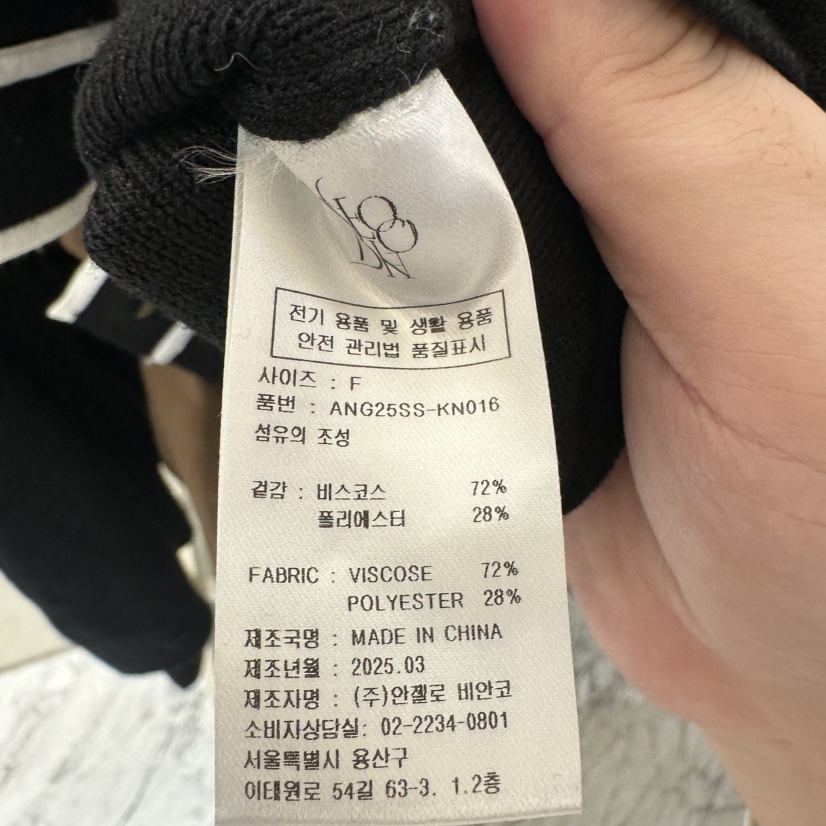 전기 용품 및 생활 용품
안전 관리법 품질표시
사이즈 : F
품번 : ANG25SS-KN016
섬유의 조성
겉감 : 비스코스 72%
폴리에스터 28%
FABRIC : VISCOSE 72%
POLYESTER 28%
제조국명 : MADE IN CHINA
제조년월 : 2025.03
제조자명 : (주)안젤로 비안코
소비자상담실: 02-2234-0801
서울특별시 용산구
이태원로 54길 63-3. 1.2층